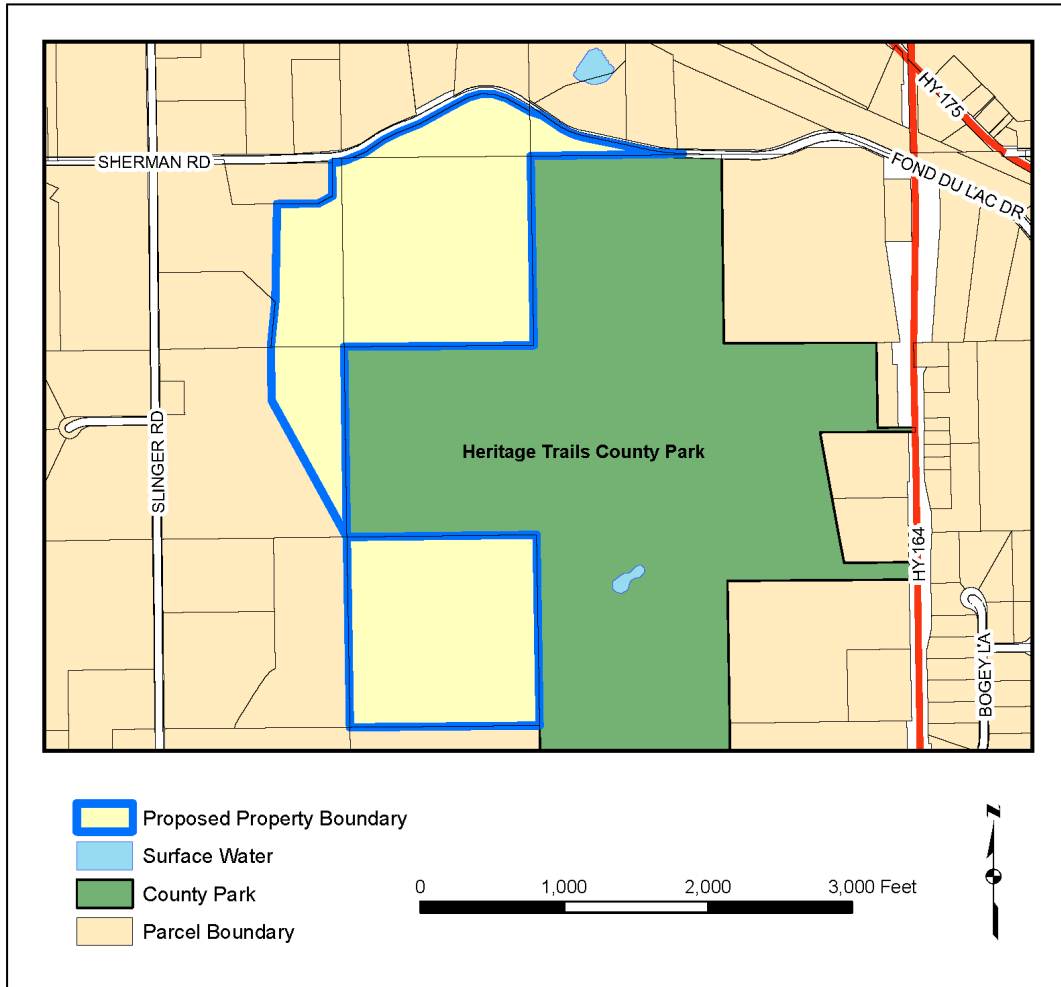 HY 175
SHERMAN RD
FOND DU LAC DR
SLINGER RD
Heritage Trails County Park
HY 164
BOGEY LA
Proposed Property Boundary
Surface Water
County Park
Parcel Boundary
0 1,000 2,000 3,000 Feet
N